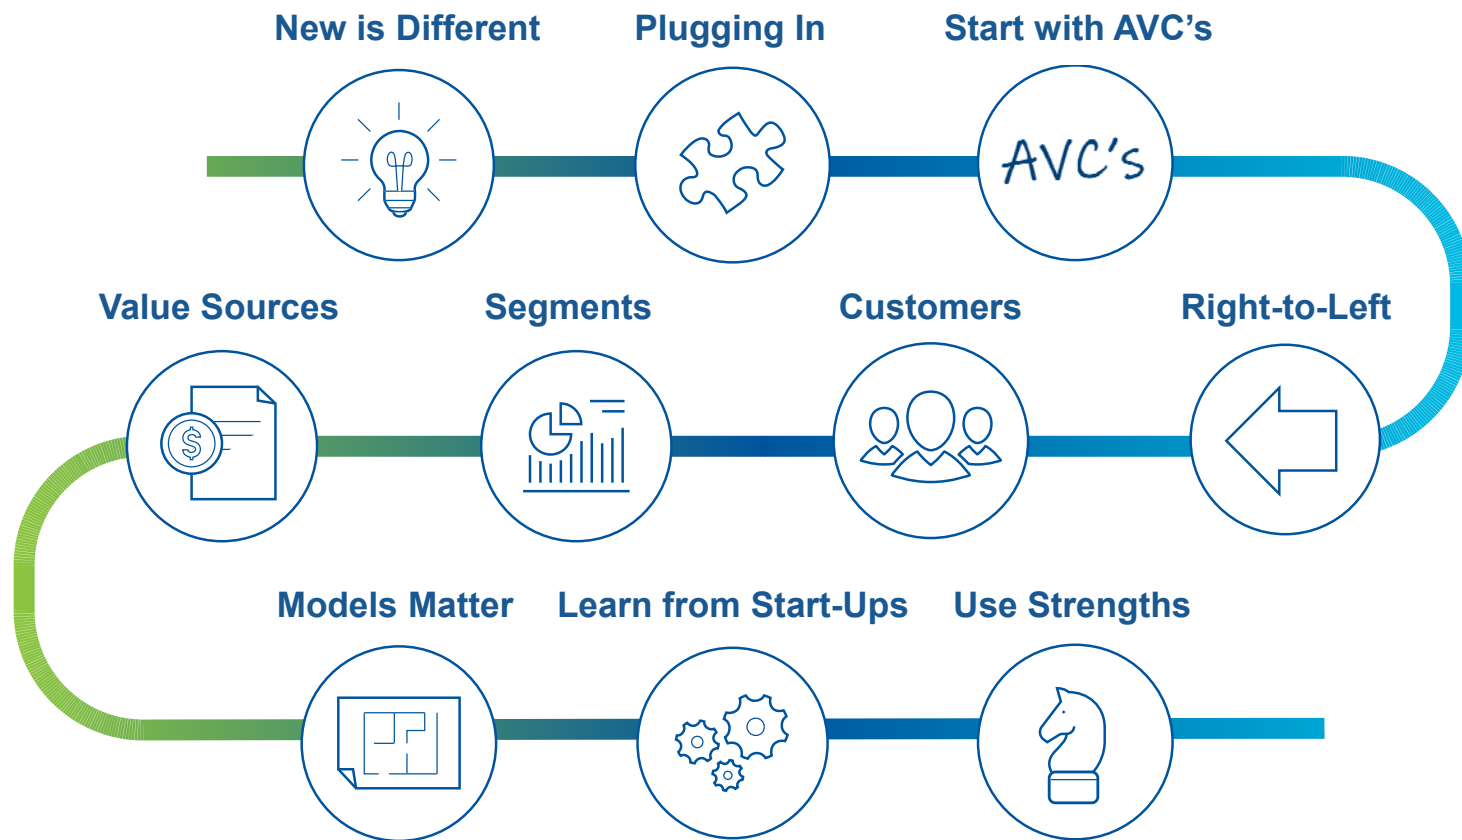 New is Different
Plugging In
Start with AVC's
AVC's
Value Sources
Segments
Customers
Right-to-Left
$
Models Matter
Learn from Start-Ups
Use Strengths